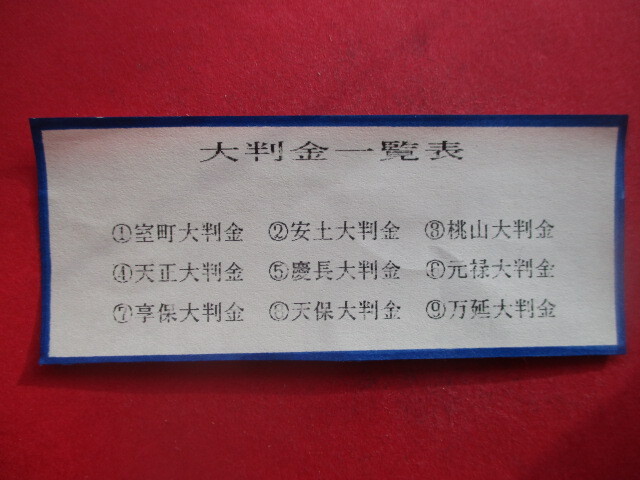 大判金一覧表
①室町大判金 ②安土大判金 ③桃山大判金
④天正大判金 ⑤慶長大判金 ⑥元禄大判金
⑦享保大判金 ⑧天保大判金 ⑨万延大判金